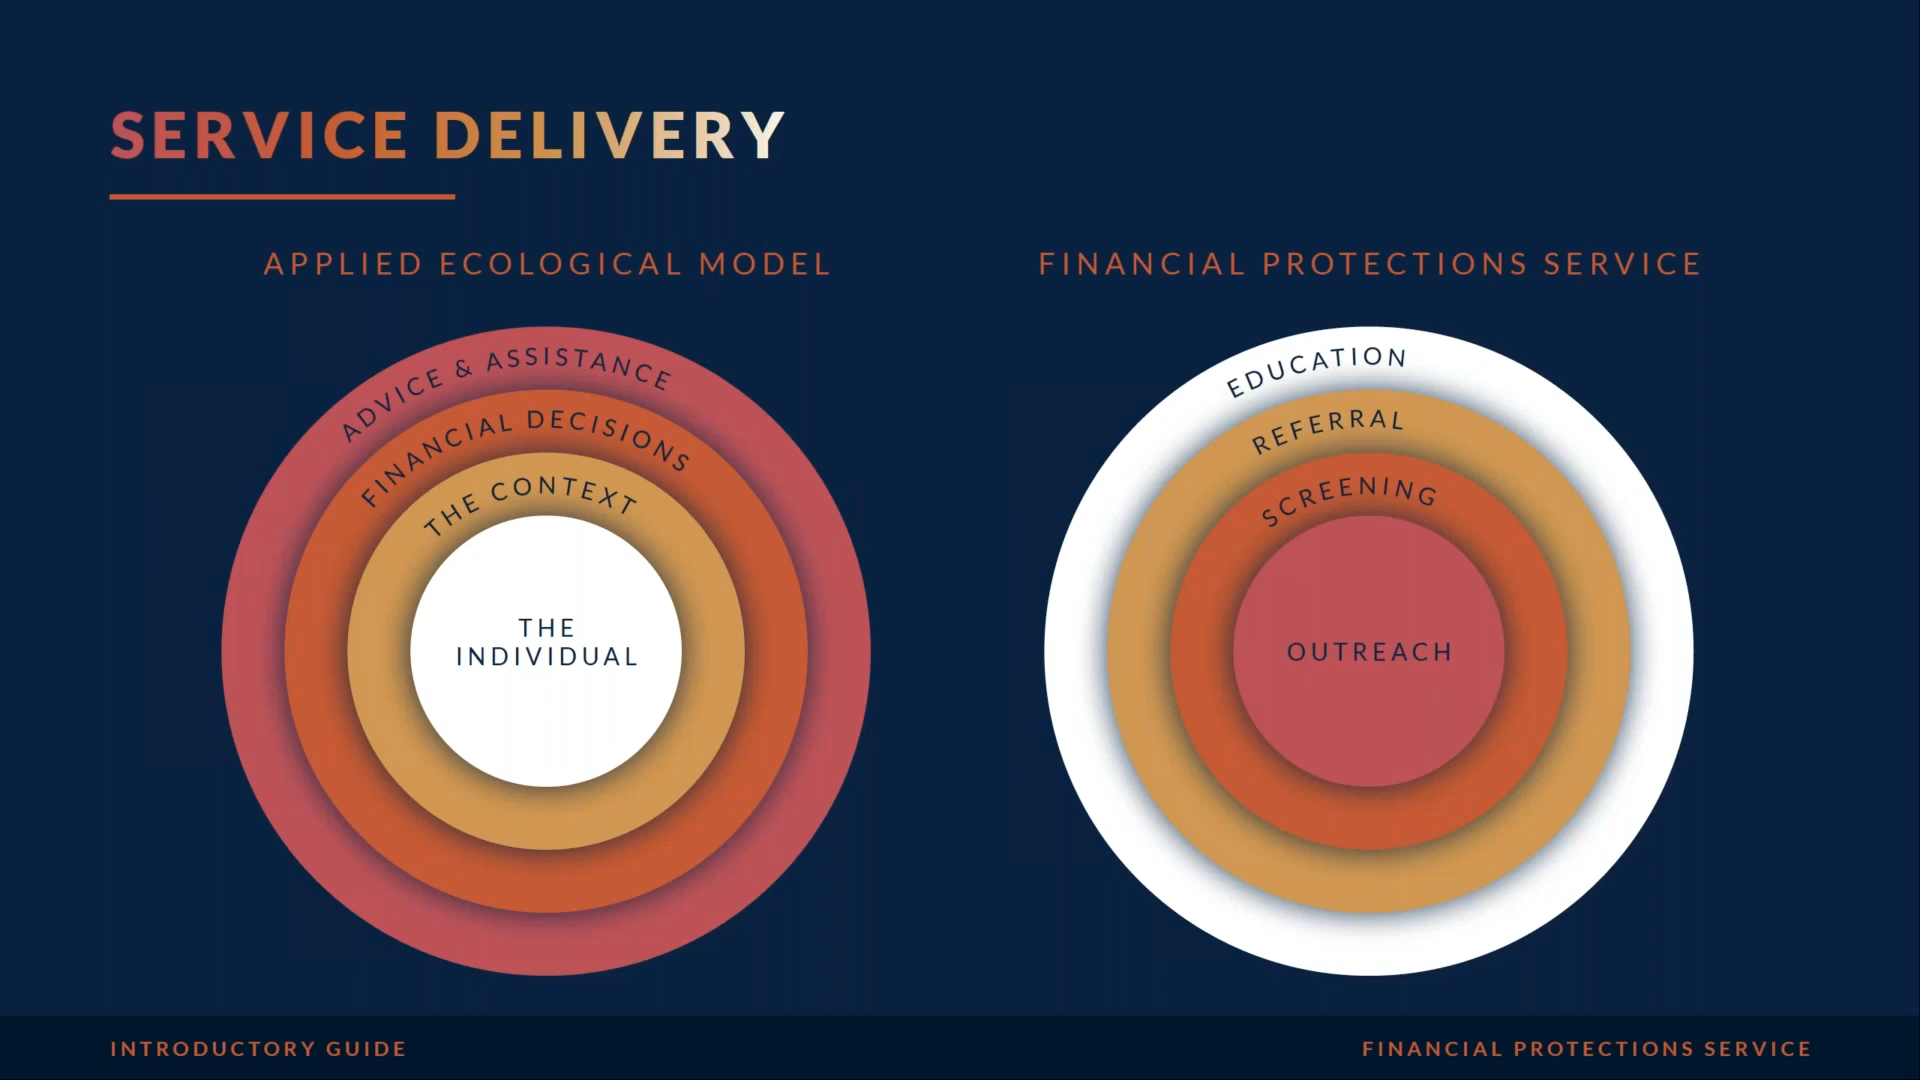 SERVICE DELIVERY
APPLIED ECOLOGICAL MODEL
ADVICE & ASSISTANCE
FINANCIAL DECISIONS
THE CONTEXT
THE
INDIVIDUAL
FINANCIAL PROTECTIONS SERVICE
EDUCATION
REFERRAL
SCREENING
OUTREACH
INTRODUCTORY GUIDE
FINANCIAL PROTECTIONS SERVICE